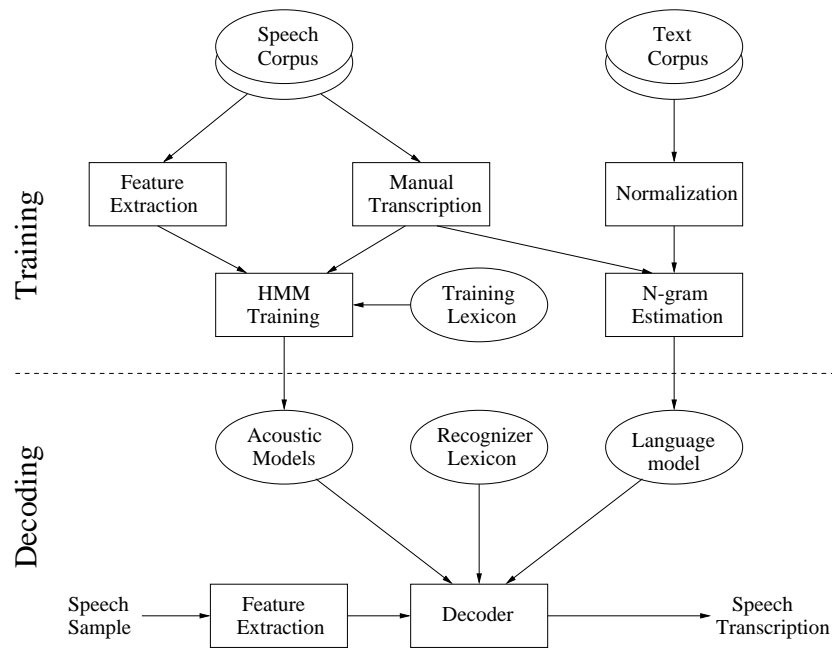 Speech
Corpus
Text
Corpus
Training
Feature
Extraction
Manual
Transcription
Normalization
HMM
Training
Training
Lexicon
N-gram
Estimation
Decoding
Acoustic
Models
Recognizer
Lexicon
Language
model
Speech
Sample
Feature
Extraction
Decoder
Speech
Transcription